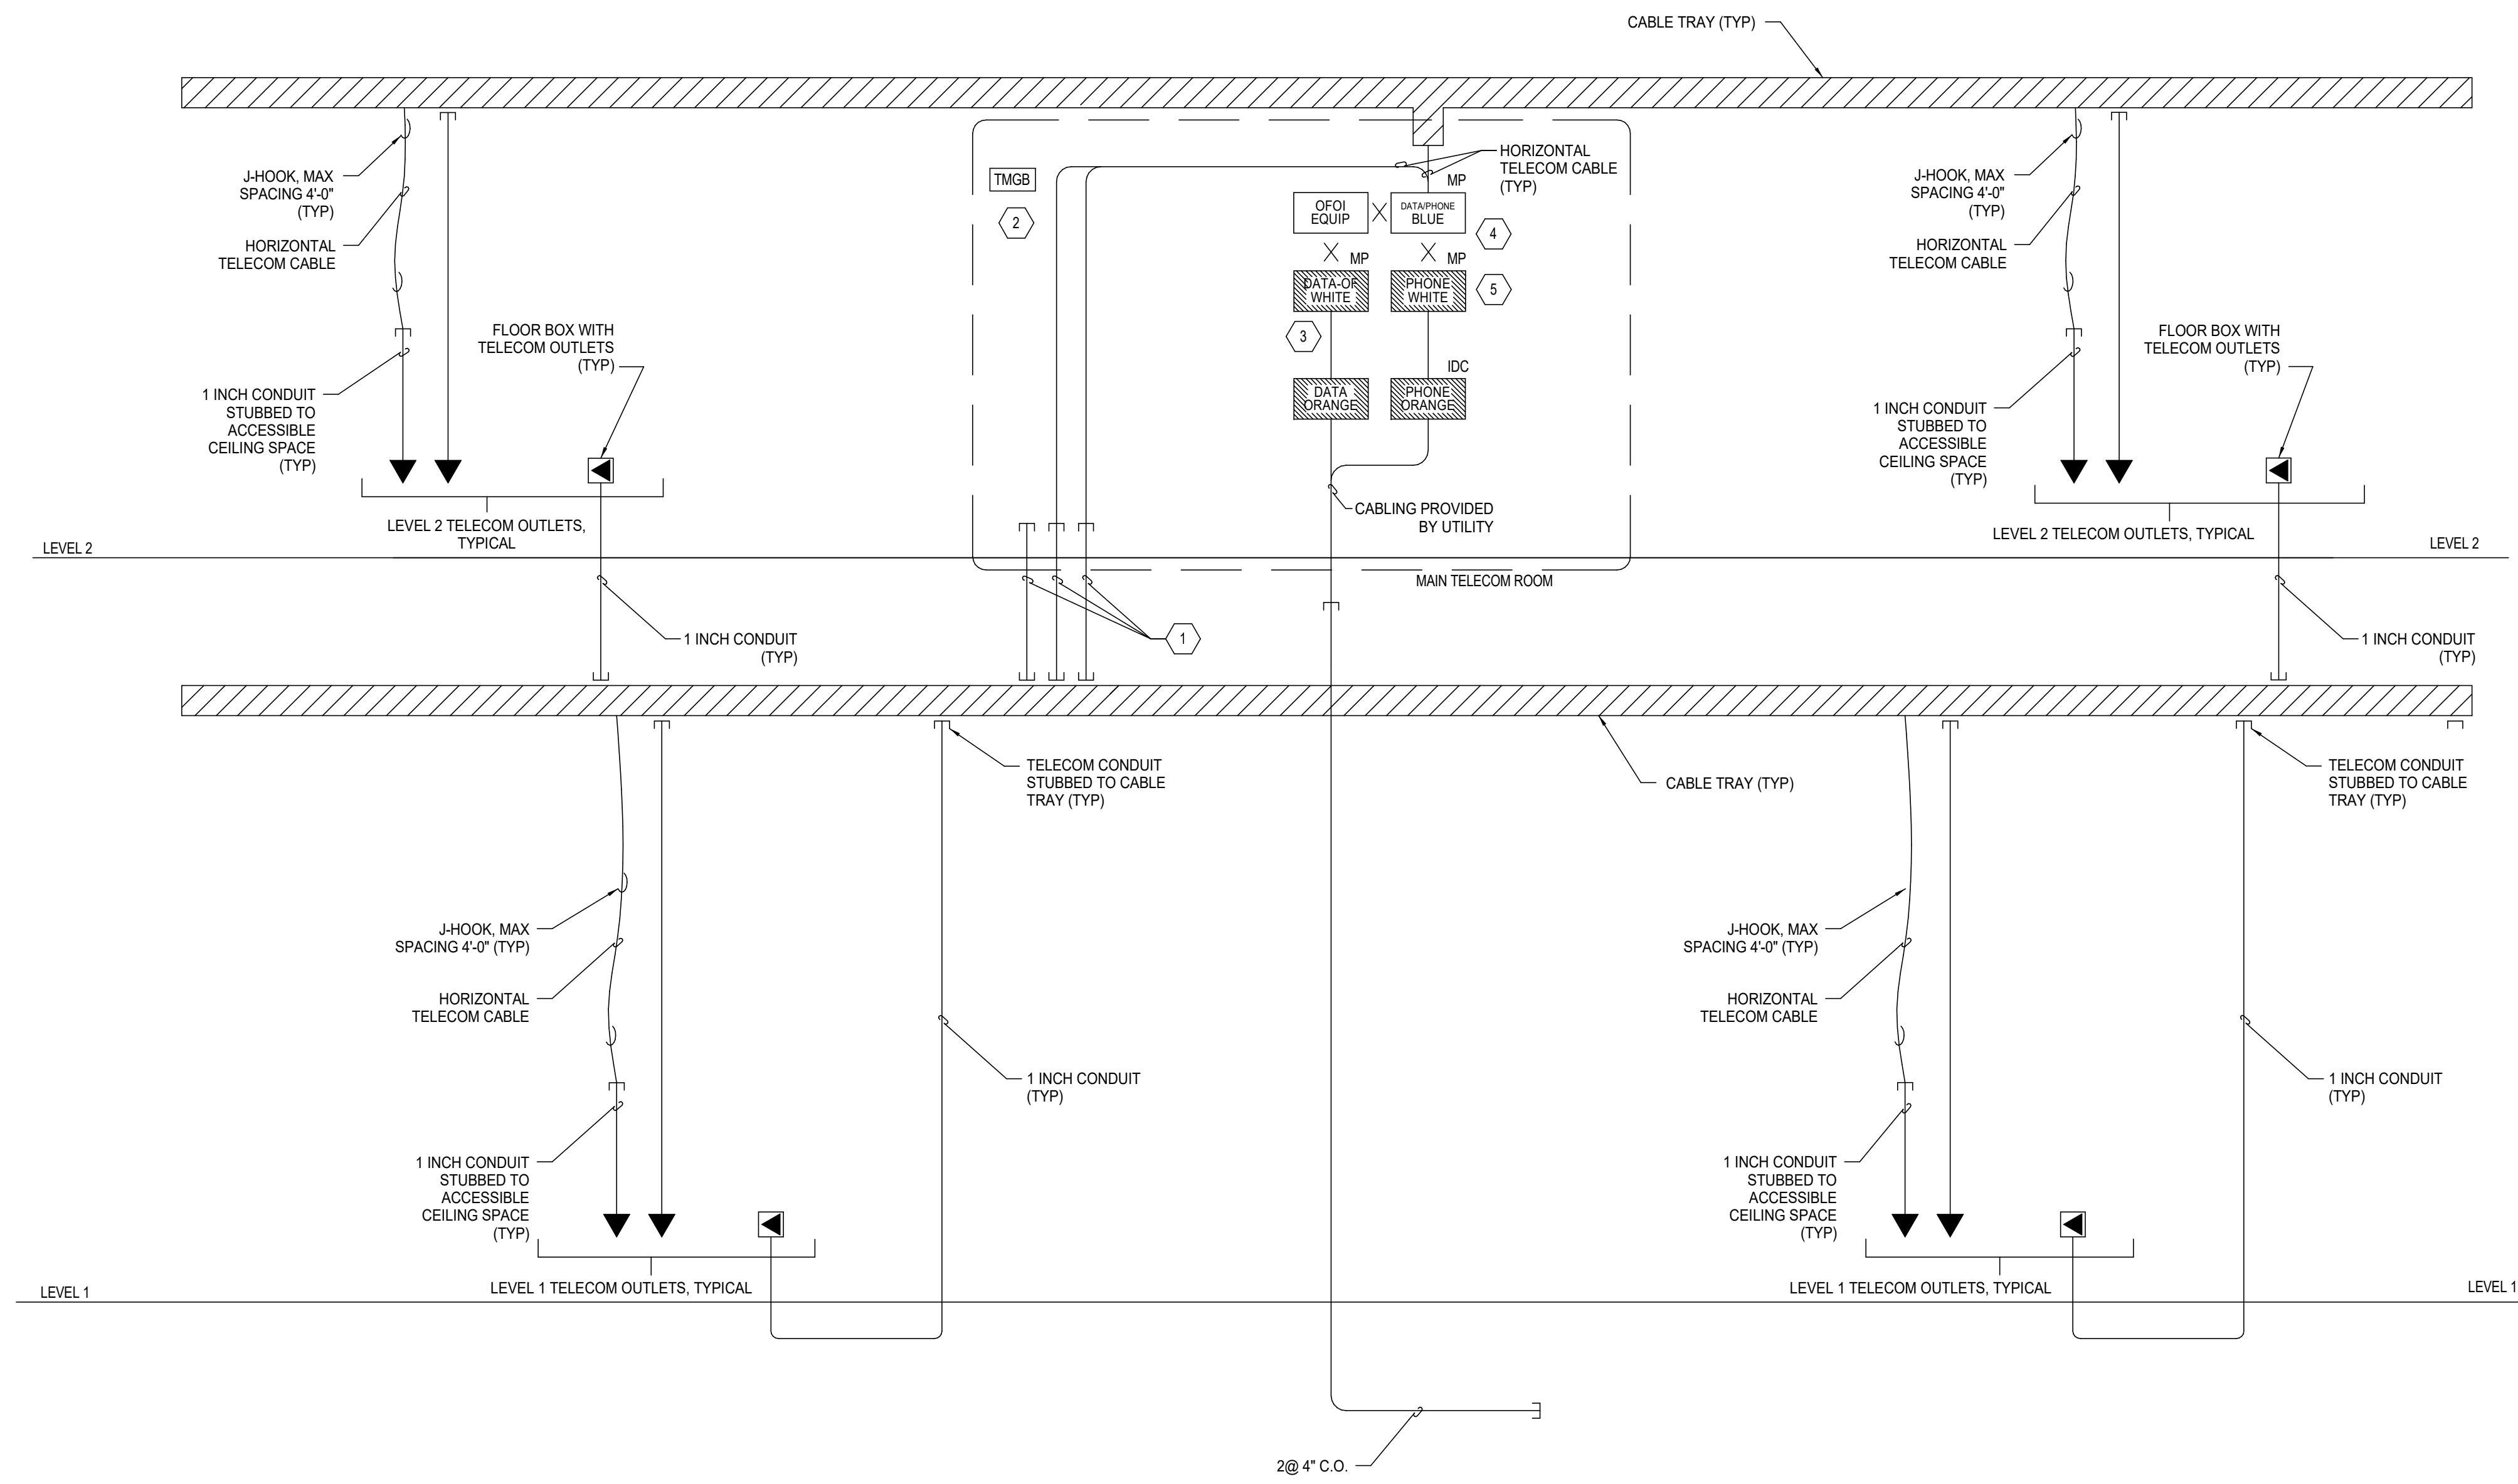 CABLE TRAY (TYP)
J-HOOK, MAX
SPACING 4'-0"
(TYP)
HORIZONTAL
TELECOM CABLE
FLOOR BOX WITH
TELECOM OUTLETS
(TYP)
1 INCH CONDUIT
STUBBED TO
ACCESSIBLE
CEILING SPACE
(TYP)
LEVEL 2 TELECOM OUTLETS,
TYPICAL
LEVEL 2
1 INCH CONDUIT
(TYP)
TMGB
2
HORIZONTAL
TELECOM CABLE
(TYP)
MP
OFOI
EQUIP
DATA/PHONE
BLUE
4
MP
MP
DATA-OF
WHITE
PHONE
WHITE
5
3
IDC
DATA
ORANGE
PHONE
ORANGE
CABLING PROVIDED
BY UTILITY
MAIN TELECOM ROOM
1
J-HOOK, MAX
SPACING 4'-0"
(TYP)
HORIZONTAL
TELECOM CABLE
FLOOR BOX WITH
TELECOM OUTLETS
(TYP)
1 INCH CONDUIT
STUBBED TO
ACCESSIBLE
CEILING SPACE
(TYP)
LEVEL 2 TELECOM OUTLETS, TYPICAL
LEVEL 2
1 INCH CONDUIT
(TYP)
TELECOM CONDUIT
STUBBED TO CABLE
TRAY (TYP)
CABLE TRAY (TYP)
TELECOM CONDUIT
STUBBED TO CABLE
TRAY (TYP)
J-HOOK, MAX
SPACING 4'-0" (TYP)
HORIZONTAL
TELECOM CABLE
1 INCH CONDUIT
(TYP)
1 INCH CONDUIT
STUBBED TO
ACCESSIBLE
CEILING SPACE
(TYP)
LEVEL 1 TELECOM OUTLETS, TYPICAL
LEVEL 1
J-HOOK, MAX
SPACING 4'-0" (TYP)
HORIZONTAL
TELECOM CABLE
1 INCH CONDUIT
(TYP)
1 INCH CONDUIT
STUBBED TO
ACCESSIBLE
CEILING SPACE
(TYP)
LEVEL 1 TELECOM OUTLETS, TYPICAL
LEVEL 1
2@ 4" C.O.